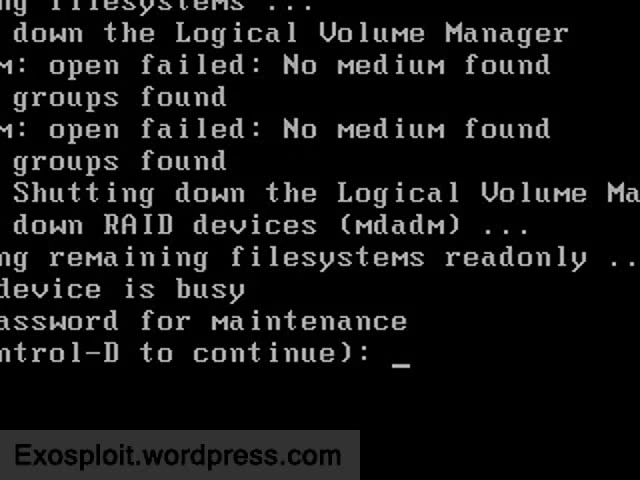 ng filesystems ...
down the Logical Volume Manager
m: open failed: No medium found
groups found
m: open failed: No medium found
groups found
Shutting down the Logical Volume Ma
down RAID devices (mdadm) ...
ng remaining filesystems readonly ..
device is busy
assword for maintenance
ntrol-D to continue): _
Exosploit.wordpress.com